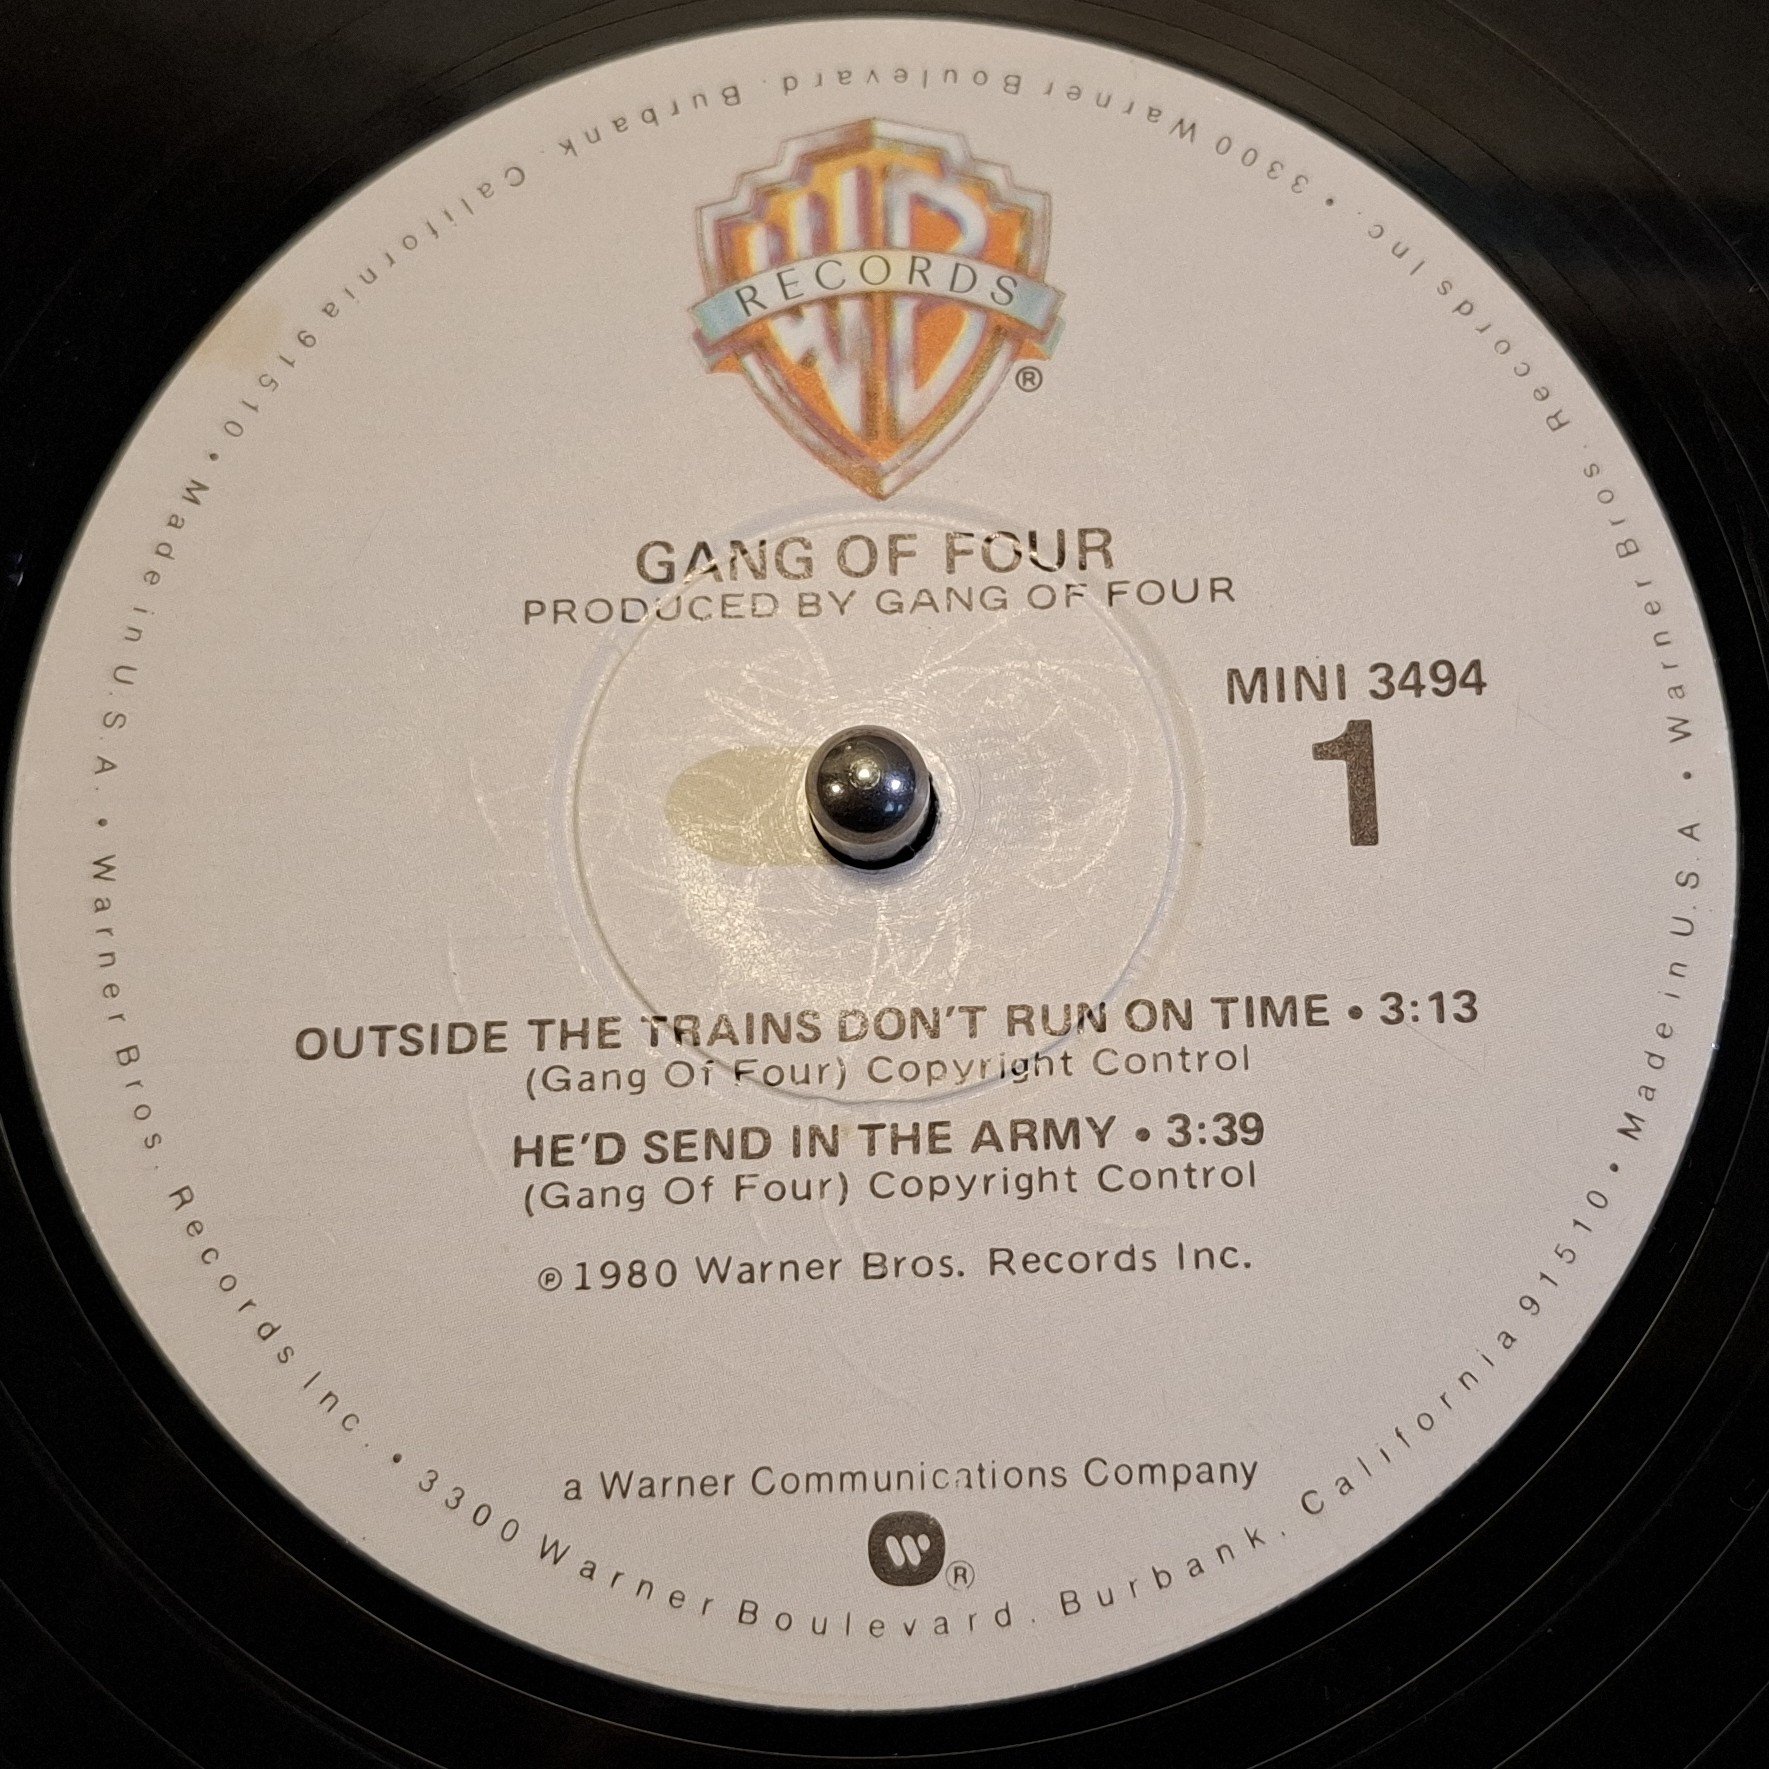 WB
RECORDS
®
GANG OF FOUR
PRODUCED BY GANG OF FOUR
MINI 3494
1
OUTSIDE THE TRAINS DON'T RUN ON TIME • 3:13
(Gang Of Four) Copyright Control
HE'D SEND IN THE ARMY • 3:39
(Gang Of Four) Copyright Control
℗1980 Warner Bros. Records Inc.
a Warner Communications Company
W ®
Warner Bros. Records Inc. • 3300 Warner Boulevard. Burbank. California 91510 • Made in U.S.A. • Warner Bros. Records Inc. • 3300 Warner Boulevard. Burbank. California 91510 • Made in U.S.A •